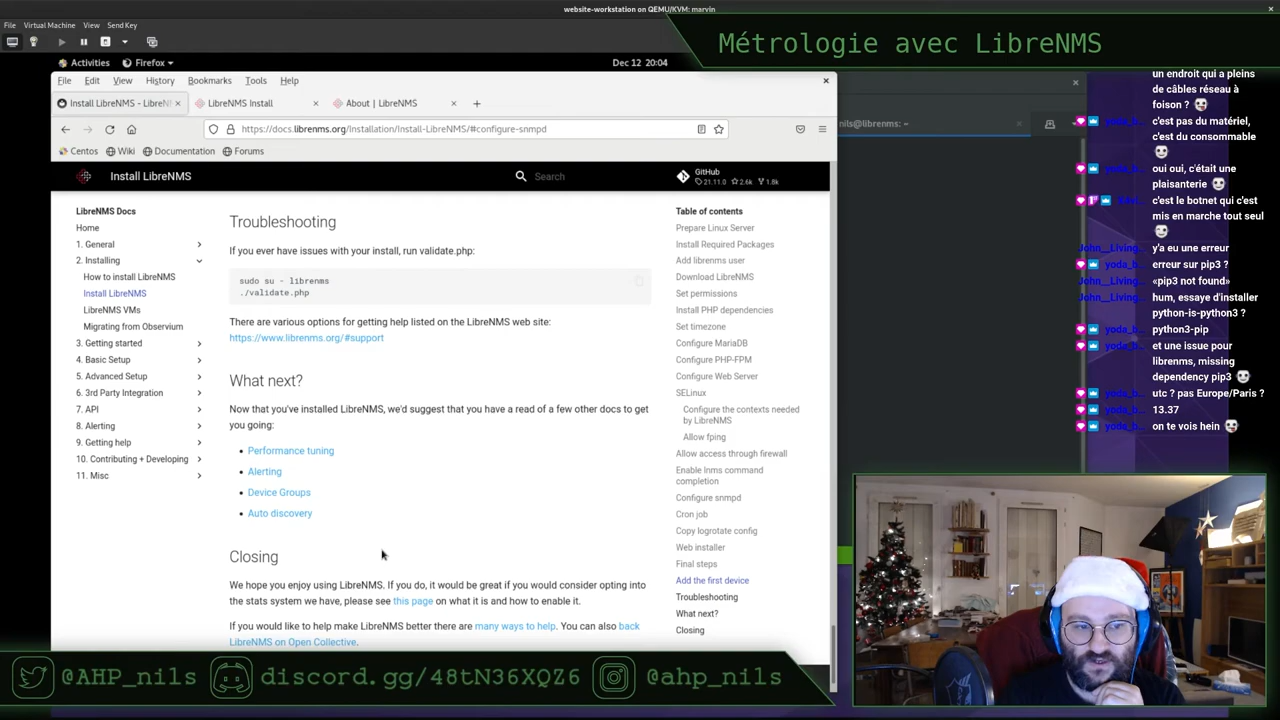 website-workstation on QEMU/KVM: marvin
File Virtual Machine View Send Key
Métrologie avec LibreNMS
Activities Firefox Dec 12 20:04
File Edit View History Bookmarks Tools Help
Install LibreNMS - LibreN
LibreNMS Install
About | LibreNMS
https://docs.librenms.org/Installation/Install-LibreNMS/#configure-snmpd
Centos Wiki Documentation Forums
Install LibreNMS
Search
GitHub
21.11.0 2.6k 1.8k
LibreNMS Docs
Home
1. General
2. Installing
How to install LibreNMS
Install LibreNMS
LibreNMS VMs
Migrating from Observium
3. Getting started
4. Basic Setup
5. Advanced Setup
6. 3rd Party Integration
7. API
8. Alerting
9. Getting help
10. Contributing + Developing
11. Misc
Troubleshooting
If you ever have issues with your install, run validate.php:
sudo su - librenms
./validate.php
There are various options for getting help listed on the LibreNMS web site:
https://www.librenms.org/#support
What next?
Now that you've installed LibreNMS, we'd suggest that you have a read of a few other docs to get
you going:
Performance tuning
Alerting
Device Groups
Auto discovery
Closing
We hope you enjoy using LibreNMS. If you do, it would be great if you would consider opting into
the stats system we have, please see this page on what it is and how to enable it.
If you would like to help make LibreNMS better there are many ways to help. You can also back
LibreNMS on Open Collective.
Table of contents
Prepare Linux Server
Install Required Packages
Add librenms user
Download LibreNMS
Set permissions
Install PHP dependencies
Set timezone
Configure MariaDB
Configure PHP-FPM
Configure Web Server
SELinux
Configure the contexts needed
by LibreNMS
Allow fping
Allow access through firewall
Enable lnms command
completion
Configure snmpd
Cron job
Copy logrotate config
Web installer
Final steps
Add the first device
Troubleshooting
What next?
Closing
nils@librenms: ~
un endroit qui a pleins
de câbles réseau à
foison ?
yoda_b... c'est pas du matériel,
c'est du consommable
yoda_b... oui oui, c'était une
plaisanterie
c'est le botnet qui c'est
mis en marche tout seul
John__Living... y'a eu une erreur
yoda_b... erreur sur pip3 ?
John__Living... «pip3 not found»
John__Living... hum, essaye d'installer
python-is-python3 ?
yoda_b... python3-pip
yoda_b... et une issue pour
librenms, missing
dependency pip3
yoda_b... utc ? pas Europe/Paris ?
yoda_b... 13.37
yoda_b... on te vois hein
@AHP_nils discord.gg/48tN36XQZ6 @ahp_nils